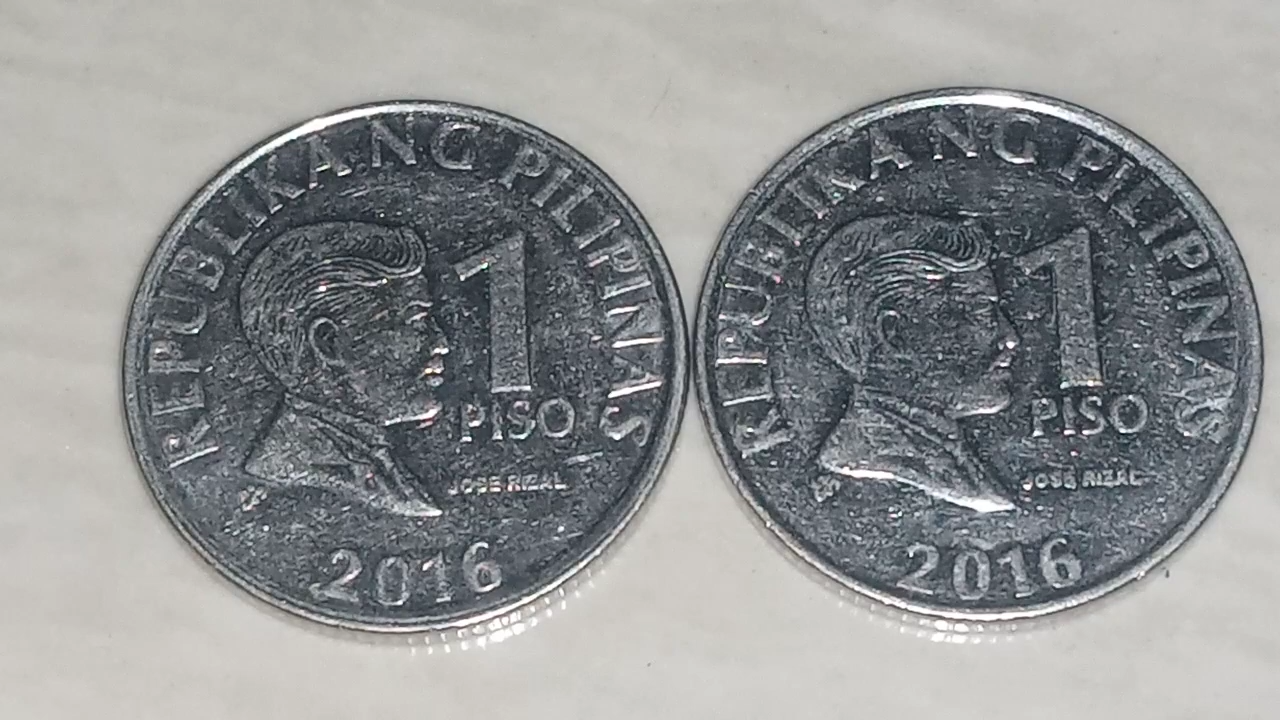 REPUBLIKA NG PILIPINAS
1
PISO
JOSE RIZAL
2016
REPUBLIKA NG PILIPINAS
1
PISO
JOSE RIZAL
2016